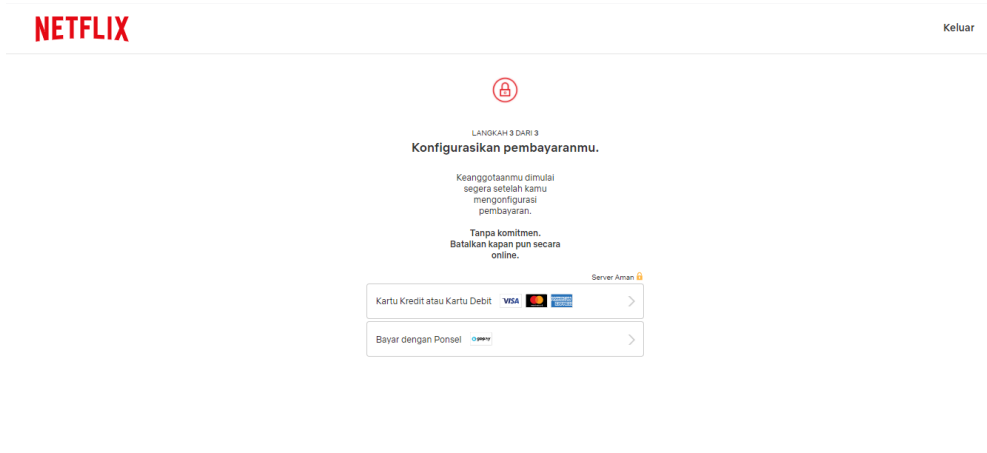 NETFLIX
Keluar
LANGKAH 3 DARI 3
Konfigurasikan pembayaranmu.
Keanggotaanmu dimulai
segera setelah kamu
mengonfigurasi
pembayaran.
Tanpa komitmen.
Batalkan kapan pun secara
online.
Server Aman
Kartu Kredit atau Kartu Debit VISA
Bayar dengan Ponsel gopay